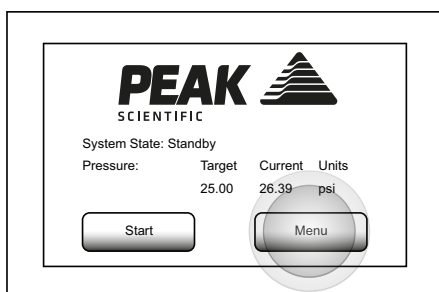 PEAK
SCIENTIFIC
System State: Standby
Pressure: Target Current Units
25.00 26.39 psi
Start Menu